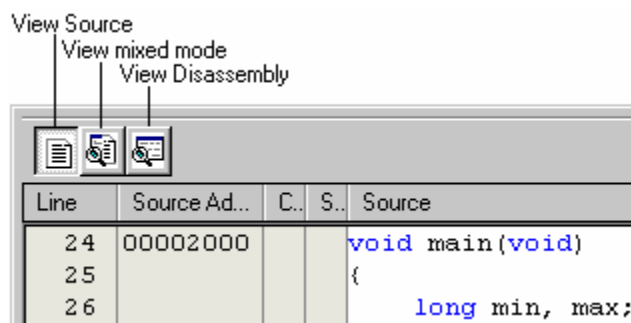 View Source
View mixed mode
View Disassembly
Line Source Ad... C.. S.. Source
24 00002000 void main(void)
25 {
26 long min, max;